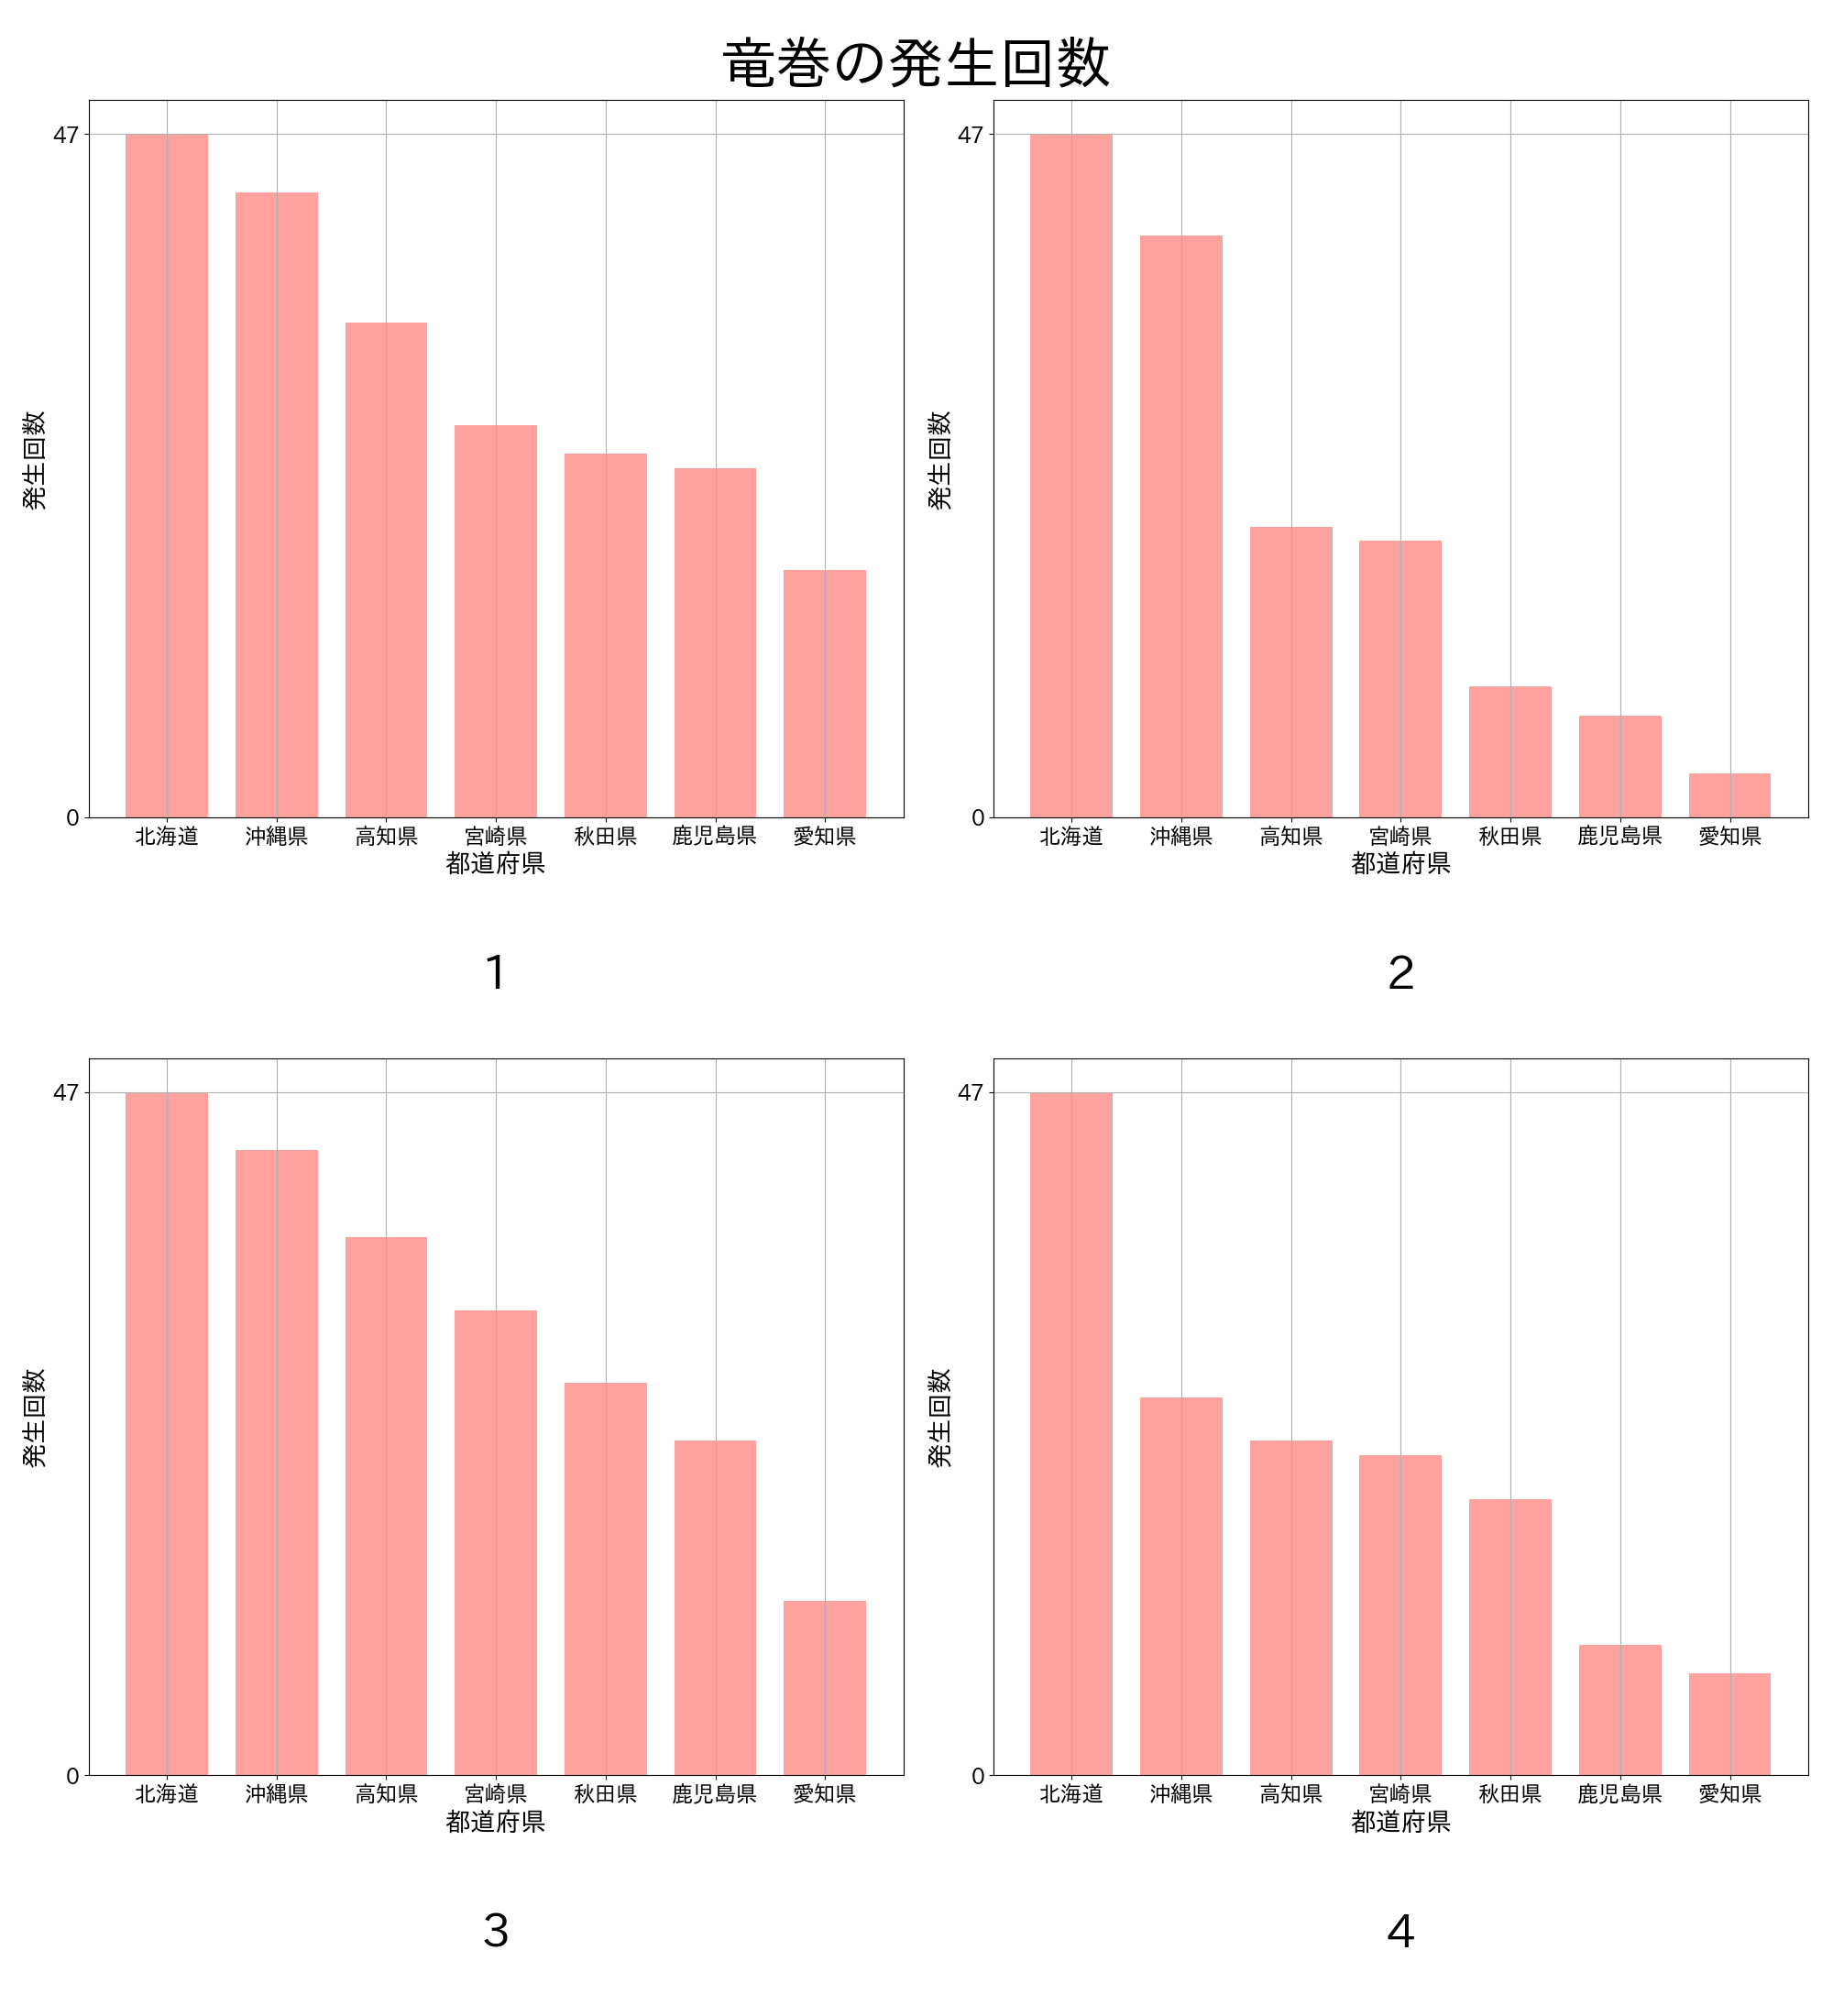 竜巻の発生回数
47
0
発生回数
北海道 沖縄県 高知県 宮崎県 秋田県 鹿児島県 愛知県
都道府県
1
47
0
発生回数
北海道 沖縄県 高知県 宮崎県 秋田県 鹿児島県 愛知県
都道府県
2
47
0
発生回数
北海道 沖縄県 高知県 宮崎県 秋田県 鹿児島県 愛知県
都道府県
3
47
0
発生回数
北海道 沖縄県 高知県 宮崎県 秋田県 鹿児島県 愛知県
都道府県
4